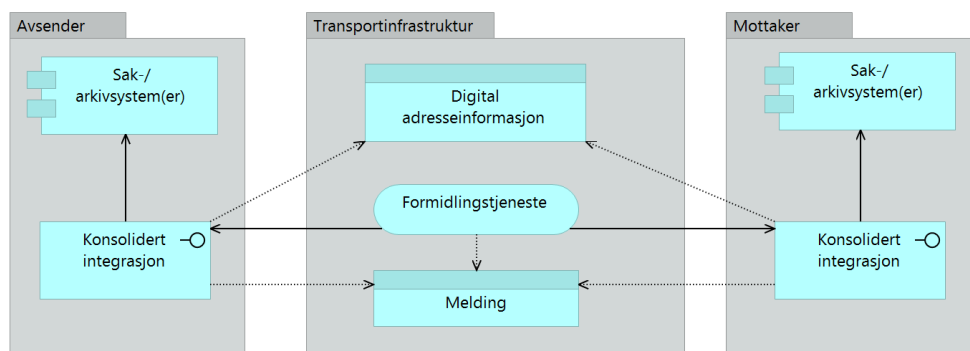 Avsender
Transportinfrastruktur
Mottaker
Sak-/
arkivsystem(er)
Digital
adresseinformasjon
Sak-/
arkivsystem(er)
Formidlingstjeneste
Konsolidert
integrasjon
Konsolidert
integrasjon
Melding